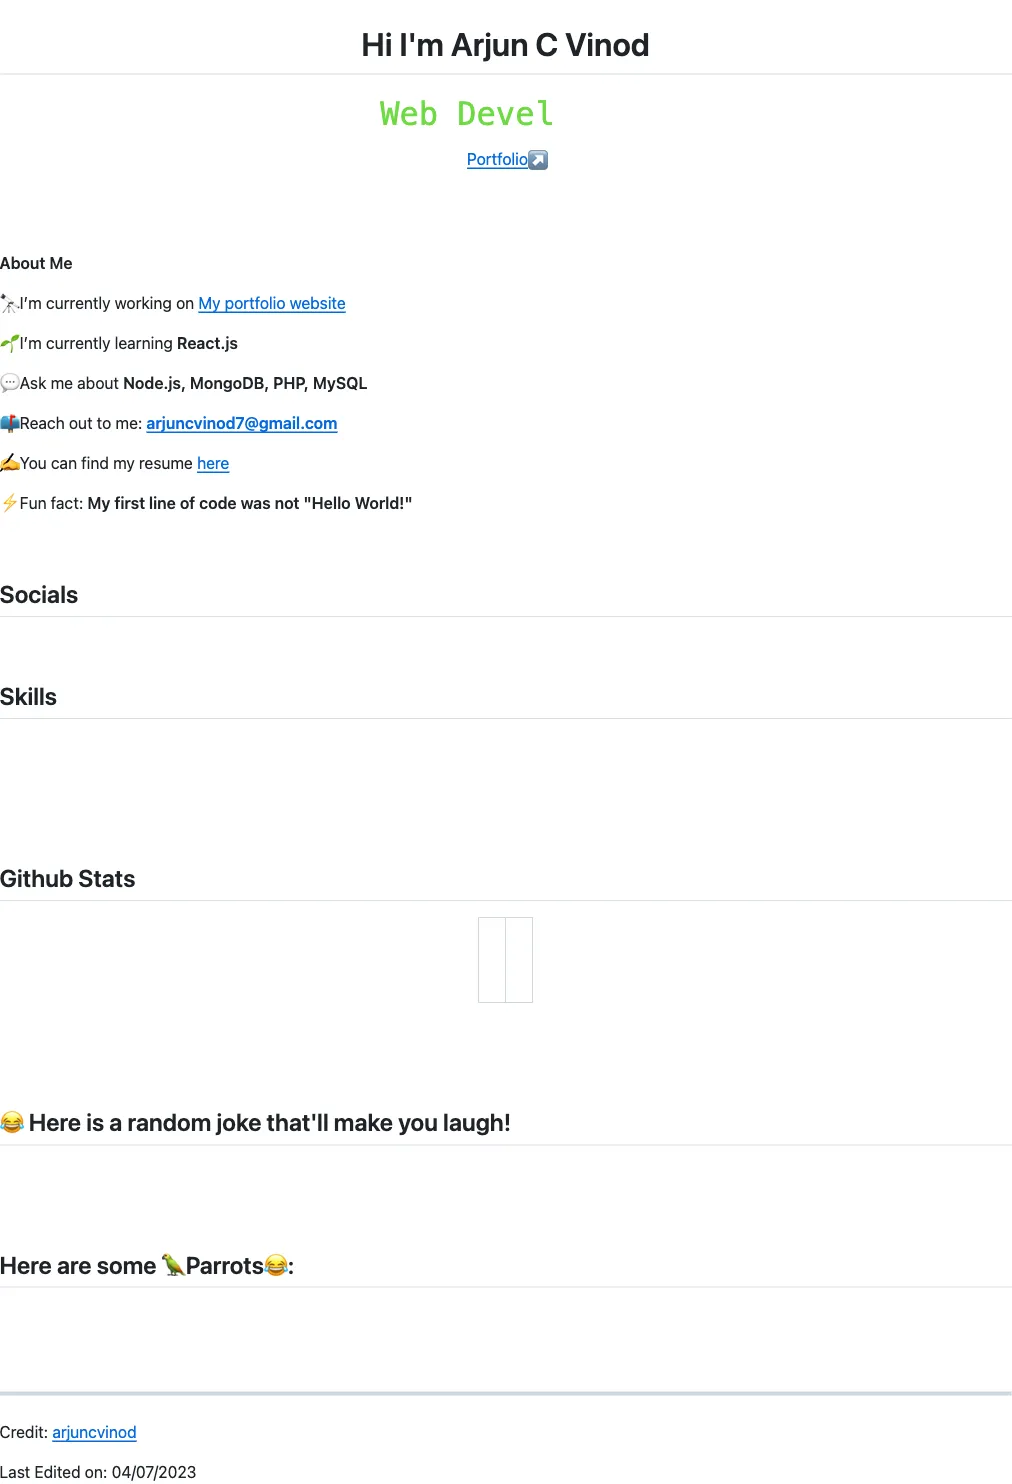 Hi I'm Arjun C Vinod
Web Devel
Portfolio↗️
About Me
🔭I’m currently working on My portfolio website
🌱I’m currently learning React.js
💬Ask me about Node.js, MongoDB, PHP, MySQL
📫Reach out to me: arjuncvinod7@gmail.com
✍️You can find my resume here
⚡Fun fact: My first line of code was not "Hello World!"
Socials
Skills
Github Stats
😂 Here is a random joke that'll make you laugh!
Here are some 🦜Parrots😂:
Credit: arjuncvinod
Last Edited on: 04/07/2023